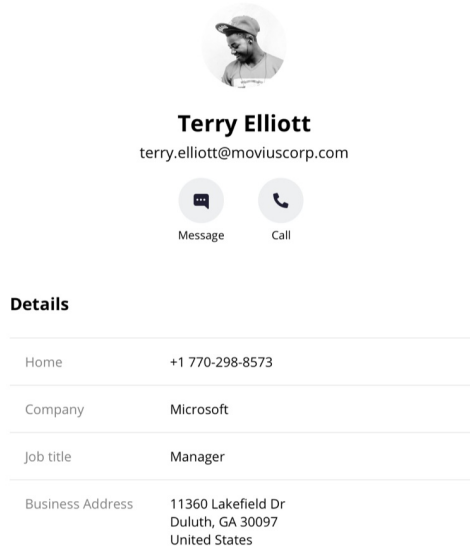 Terry Elliott
terry.elliott@moviuscorp.com
Message
Call
Details
Home +1 770-298-8573
Company Microsoft
Job title Manager
Business Address 11360 Lakefield Dr
Duluth, GA 30097
United States